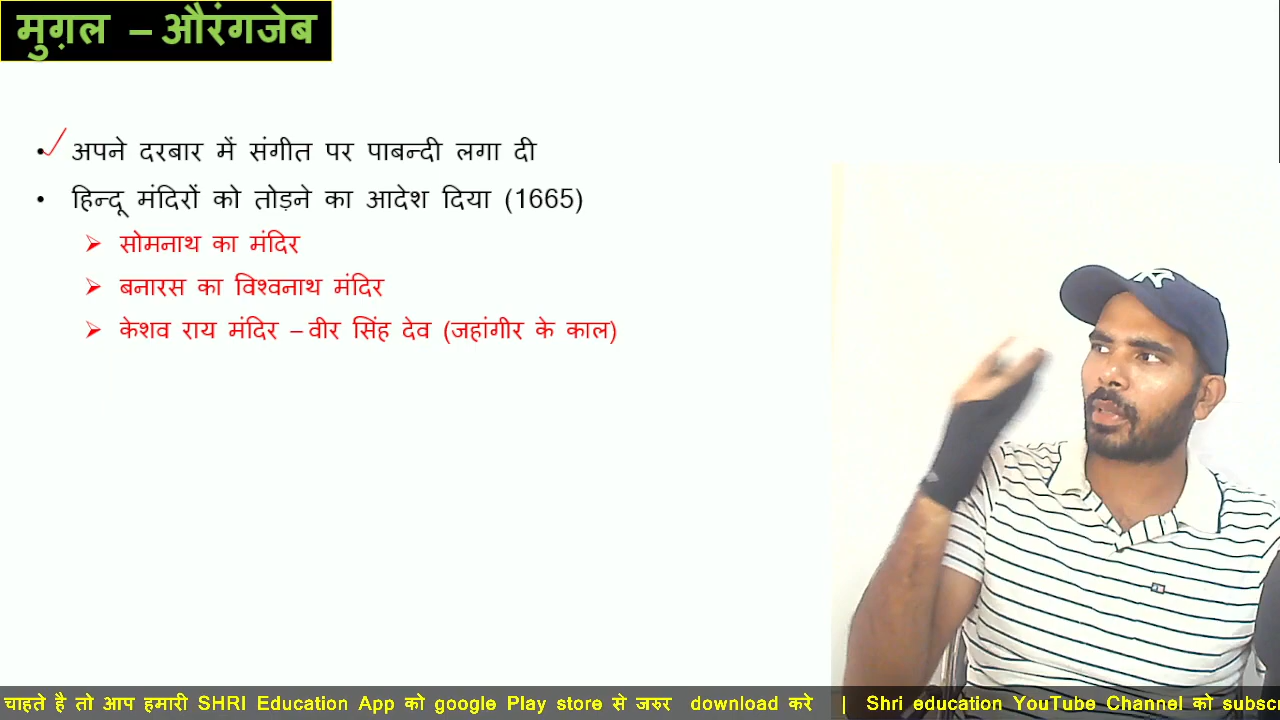 मुग़ल – औरंगजेब
• अपने दरबार में संगीत पर पाबन्दी लगा दी
• हिन्दू मंदिरों को तोड़ने का आदेश दिया (1665)
➢ सोमनाथ का मंदिर
➢ बनारस का विश्वनाथ मंदिर
➢ केशव राय मंदिर – वीर सिंह देव (जहांगीर के काल)
चाहते है तो आप हमारी SHRI Education App को google Play store से जरुर download करे | Shri education YouTube Channel को subsc